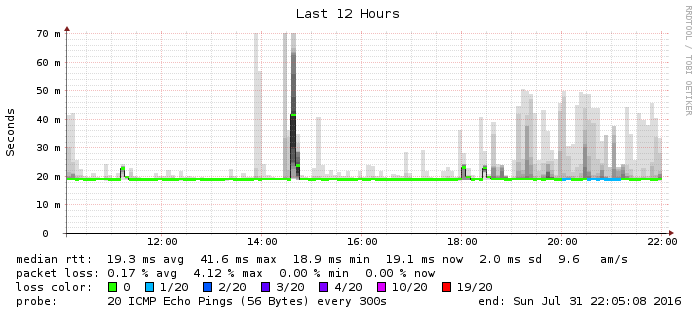 Last 12 Hours
RRDTOOL / TOBI OETIKER
Seconds
70 m
60 m
50 m
40 m
30 m
20 m
10 m
0
12:00 14:00 16:00 18:00 20:00 22:00
median rtt: 19.3 ms avg 41.6 ms max 18.9 ms min 19.1 ms now 2.0 ms sd 9.6 am/s
packet loss: 0.17 % avg 4.12 % max 0.00 % min 0.00 % now
loss color: 0 1/20 2/20 3/20 4/20 10/20 19/20
probe: 20 ICMP Echo Pings (56 Bytes) every 300s end: Sun Jul 31 22:05:08 2016